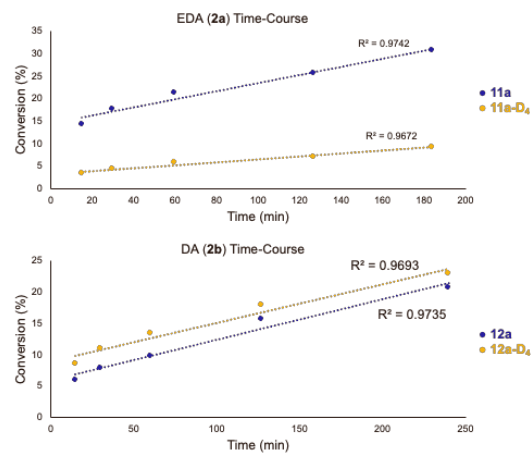 EDA (2a) Time-Course
35
30
25
20
15
10
5
0
Conversion (%)
R² = 0.9742
R² = 0.9672
0 20 40 60 80 100 120 140 160 180 200
Time (min)
11a
11a-D₄
DA (2b) Time-Course
25
20
15
10
5
0
Conversion (%)
R² = 0.9693
R² = 0.9735
0 50 100 150 200 250
Time (min)
12a
12a-D₄